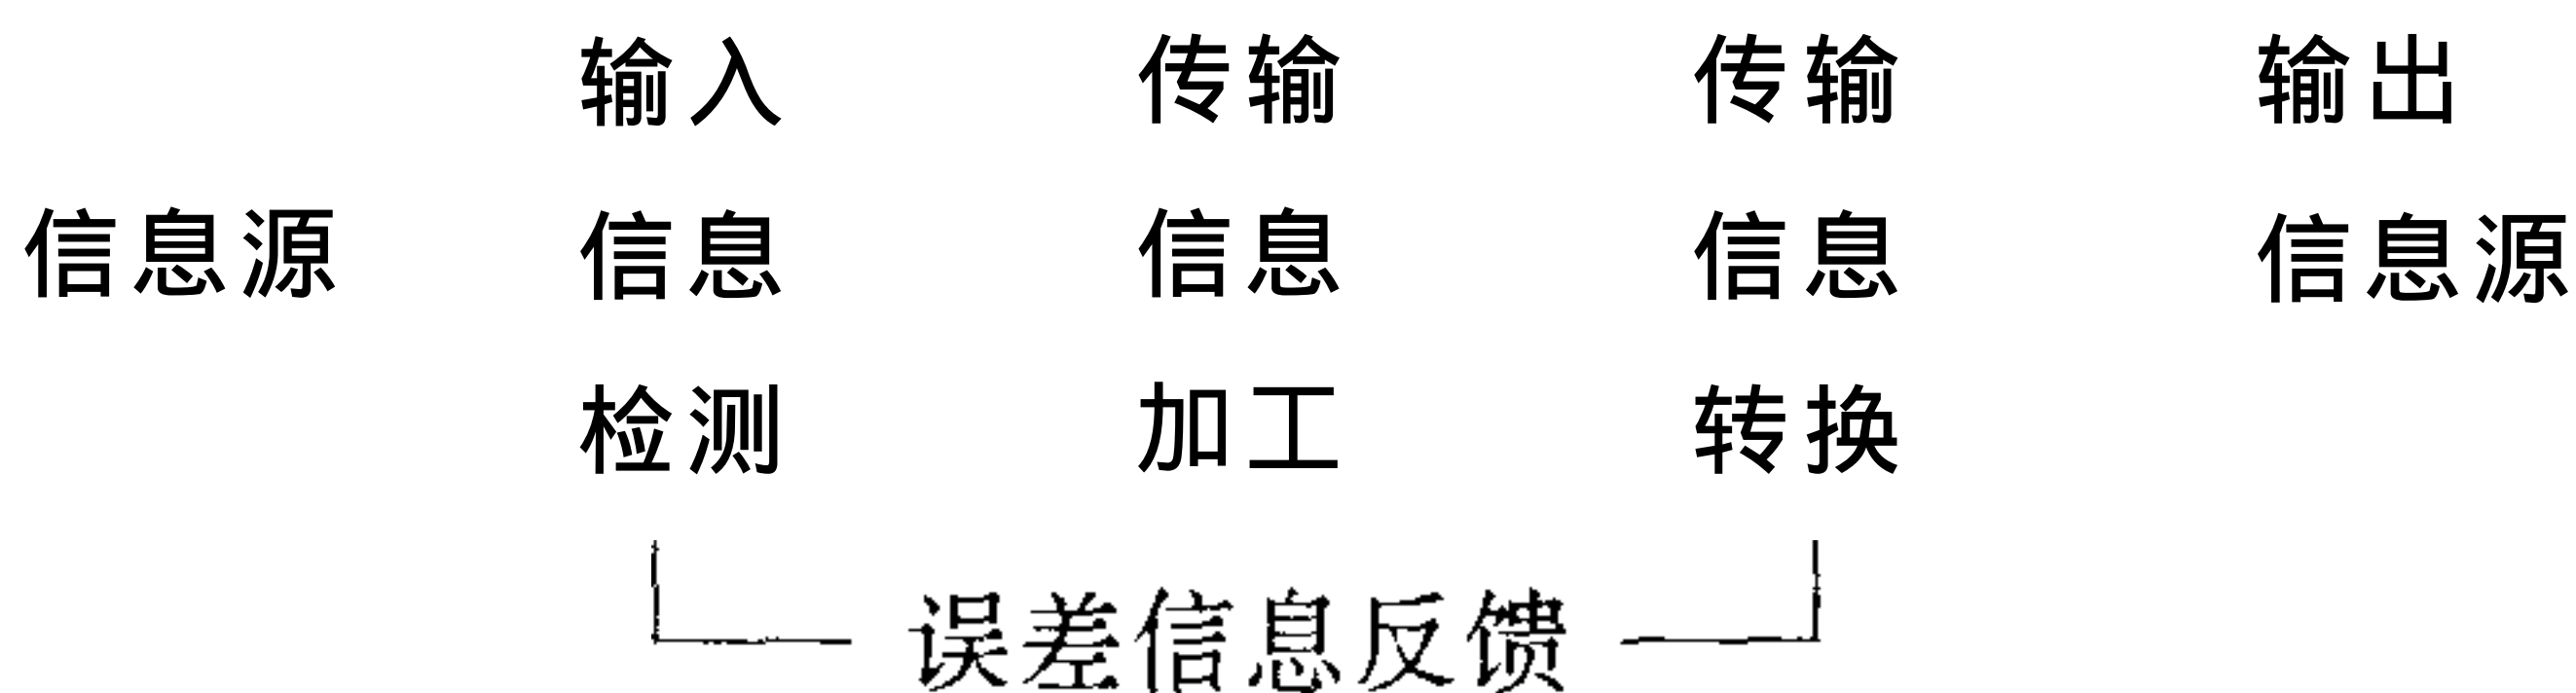 输入 传输 传输 输出
信息源 信息 信息 信息 信息源
检测 加工 转换
误差信息反馈